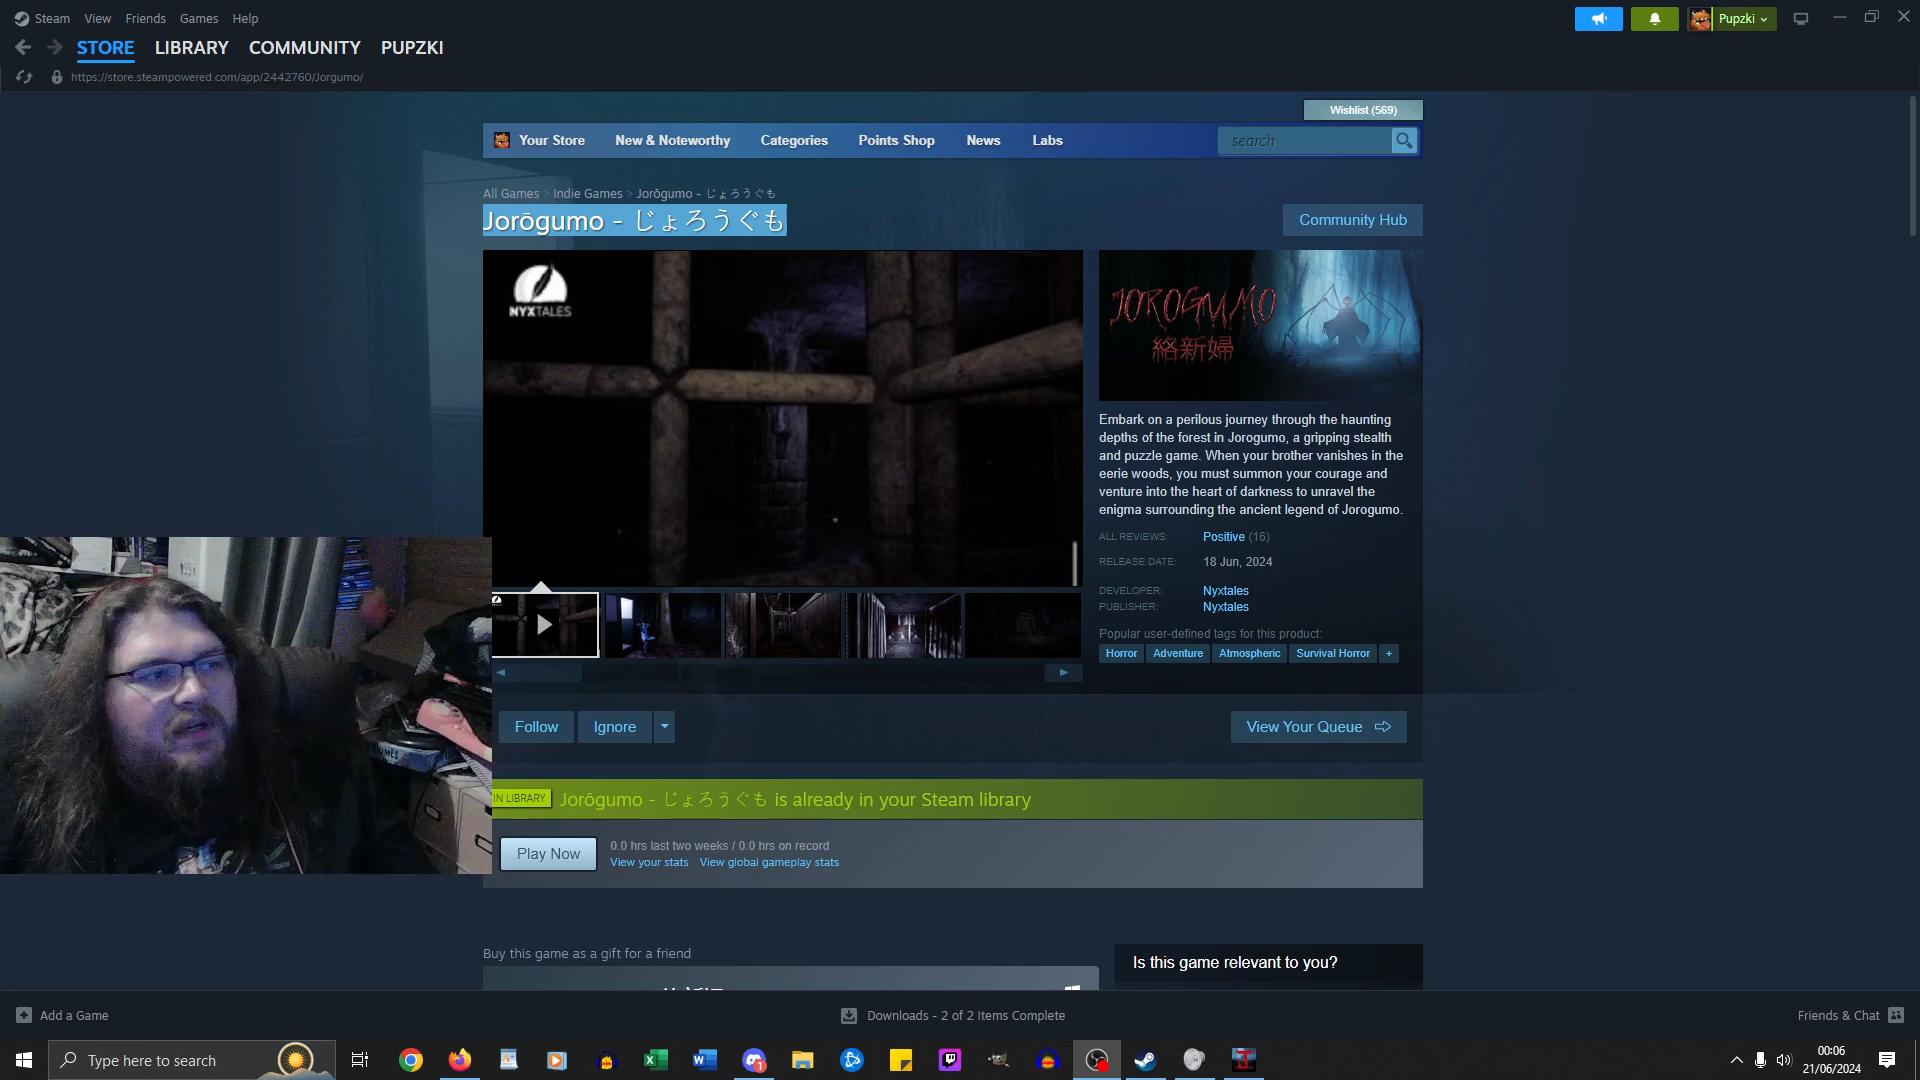 Steam View Friends Games Help
Pupzki
STORE LIBRARY COMMUNITY PUPZKI
https://store.steampowered.com/app/2442760/Jorgumo/
Wishlist (569)
Your Store New & Noteworthy Categories Points Shop News Labs search
All Games > Indie Games > Jorōgumo - じょろうぐも
Jorōgumo - じょろうぐも
Community Hub
NYXTALES
JOROGUMO
絡新婦
Embark on a perilous journey through the haunting
depths of the forest in Jorogumo, a gripping stealth
and puzzle game. When your brother vanishes in the
eerie woods, you must summon your courage and
venture into the heart of darkness to unravel the
enigma surrounding the ancient legend of Jorogumo.
ALL REVIEWS: Positive (16)
RELEASE DATE: 18 Jun, 2024
DEVELOPER: Nyxtales
PUBLISHER: Nyxtales
Popular user-defined tags for this product:
Horror Adventure Atmospheric Survival Horror +
Follow Ignore
View Your Queue
IN LIBRARY Jorōgumo - じょろうぐも is already in your Steam library
Play Now
0.0 hrs last two weeks / 0.0 hrs on record
View your stats View global gameplay stats
Buy this game as a gift for a friend
Is this game relevant to you?
Add a Game
Downloads - 2 of 2 Items Complete
Friends & Chat
Type here to search
1
00:06
21/06/2024